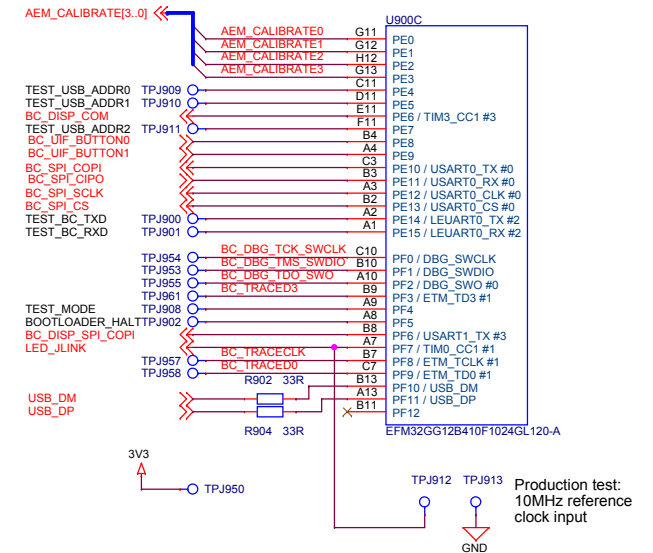 AEM_CALIBRATE[3..0]
U900C
AEM_CALIBRATE0 G11 PE0
AEM_CALIBRATE1 G12 PE1
AEM_CALIBRATE2 H12 PE2
AEM_CALIBRATE3 G13 PE3
TEST_USB_ADDR0 TPJ909 C11 PE4
TEST_USB_ADDR1 TPJ910 D11 PE5
BC_DISP_COM E11 PE6 / TIM3_CC1 #3
TEST_USB_ADDR2 TPJ911 F11 PE7
BC_UIF_BUTTON0 B4 PE8
BC_UIF_BUTTON1 A4 PE9
BC_SPI_COPI C3 PE10 / USART0_TX #0
BC_SPI_CIPO B3 PE11 / USART0_RX #0
BC_SPI_SCLK A3 PE12 / USART0_CLK #0
BC_SPI_CS B2 PE13 / USART0_CS #0
TEST_BC_TXD TPJ900 A2 PE14 / LEUART0_TX #2
TEST_BC_RXD TPJ901 A1 PE15 / LEUART0_RX #2
TPJ954 BC_DBG_TCK_SWCLK C10 PF0 / DBG_SWCLK
TPJ953 BC_DBG_TMS_SWDIO B10 PF1 / DBG_SWDIO
TPJ955 BC_DBG_TDO_SWO A10 PF2 / DBG_SWO #0
TPJ961 BC_TRACED3 B9 PF3 / ETM_TD3 #1
TEST_MODE TPJ908 A9 PF4
BOOTLOADER_HALT TPJ902 A8 PF5
BC_DISP_SPI_COPI B8 PF6 / USART1_TX #3
LED_JLINK A7 PF7 / TIM0_CC1 #1
TPJ957 BC_TRACECLK B7 PF8 / ETM_TCLK #1
TPJ958 BC_TRACED0 C7 PF9 / ETM_TD0 #1
R902 33R B13 PF10 / USB_DM
USB_DM A13 PF11 / USB_DP
USB_DP B11 PF12
R904 33R EFM32GG12B410F1024GL120-A
3V3
TPJ950
TPJ912 TPJ913
Production test:
10MHz reference
clock input
GND